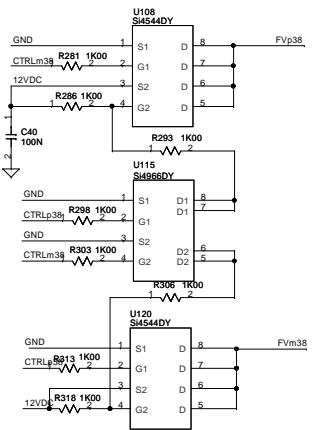 U108
Si4544DY
GND 1 S1 D 8 FVp38
CTRLm38 R281 1K00 1 2 2 G1 D 7
12VDC 3 S2 D 6
R286 1K00 1 2 4 G2 D 5
1 C40 100N 2
R293 1K00
1 2
U115
Si4966DY
GND 1 S1 D1 8
CTRLp38 R298 1K00 1 2 2 G1 D1 7
GND 3 S2 D2 6
CTRLm38 R303 1K00 1 2 4 G2 D2 5
R306 1K00
1 2
U120
Si4544DY
GND 1 S1 D 8 FVm38
CTRLp38 R313 1K00 1 2 2 G1 D 7
3 S2 D 6
12VDC R318 1K00 1 2 4 G2 D 5